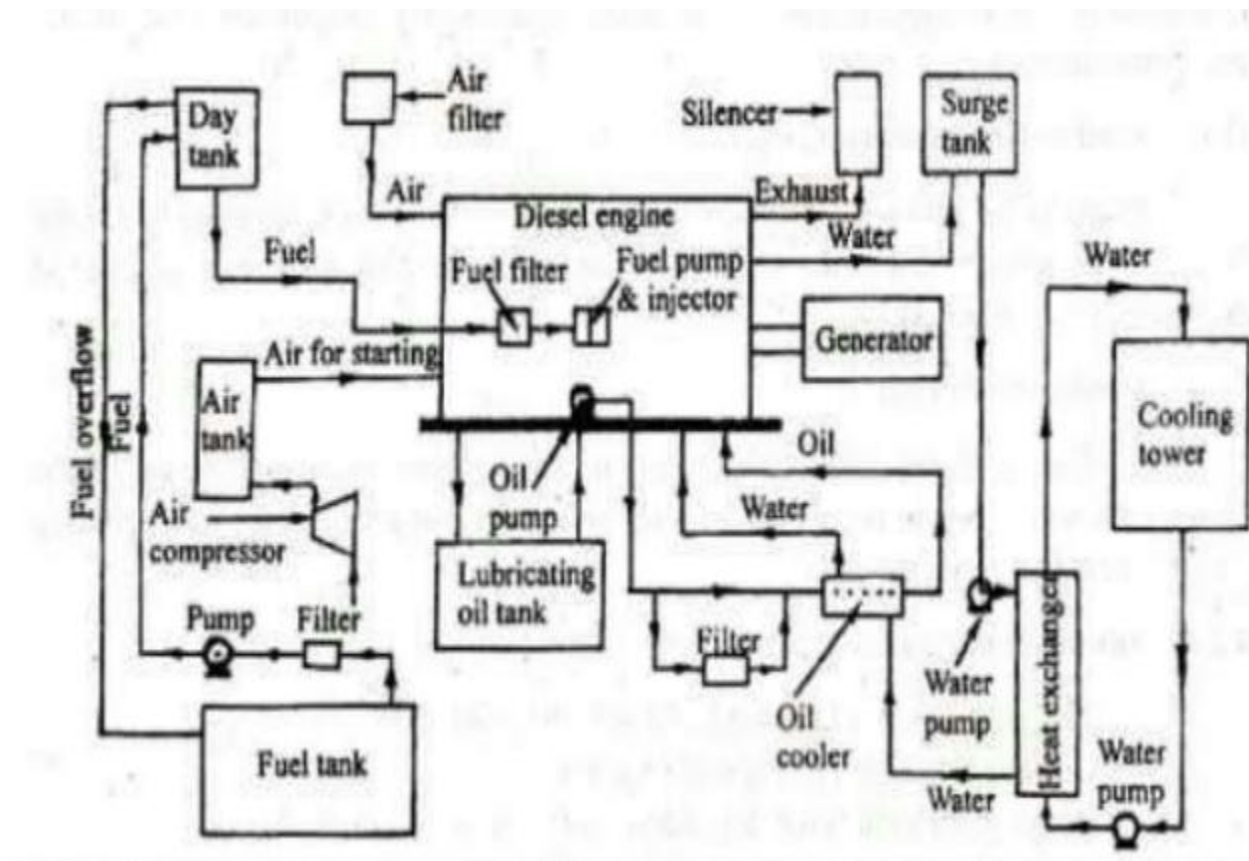 Day
tank
Air
filter
Silencer
Surge
tank
Air
Exhaust
Diesel engine
Water
Fuel
Fuel filter
Fuel pump
& injector
Water
Generator
Air for starting
Fuel overflow
Fuel
Air
tank
Cooling
tower
Oil
Oil
pump
Water
Air
compressor
Lubricating
oil tank
Pump
Filter
Filter
Heat exchanger
Water
pump
Oil
cooler
Fuel tank
Water
Water
pump